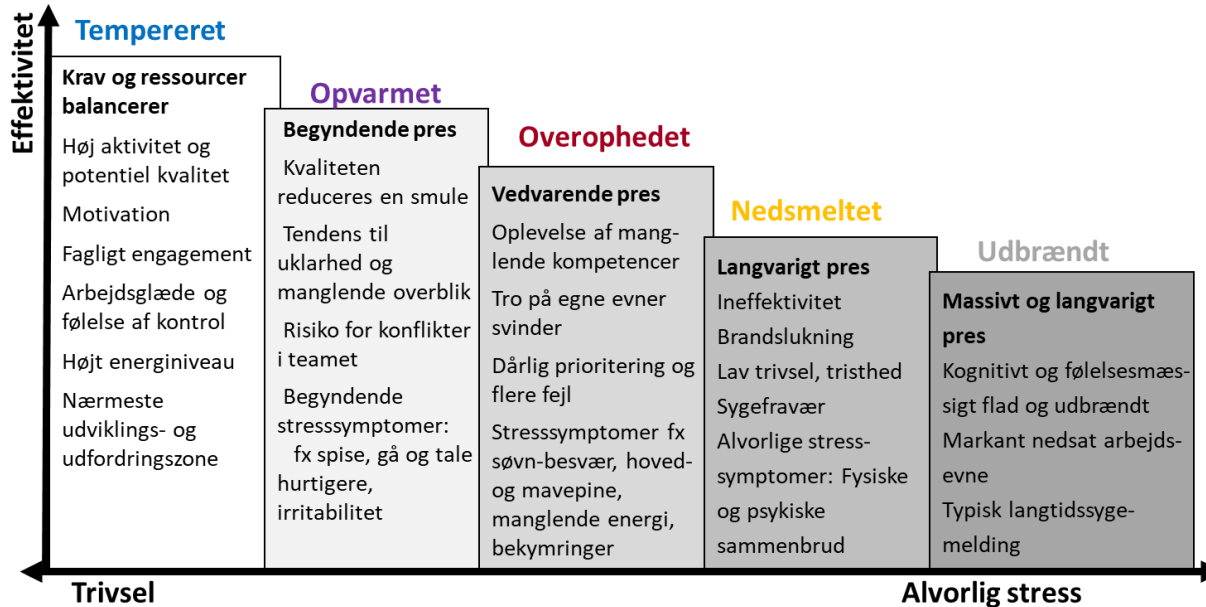 Effektivitet
Tempereret
Krav og ressourcer
balancerer
Høj aktivitet og
potentiel kvalitet
Motivation
Fagligt engagement
Arbejdsglæde og
følelse af kontrol
Højt energiniveau
Nærmeste
udviklings- og
udfordringszone
Opvarmet
Begyndende pres
Kvaliteten
reduceres en smule
Tendens til
uklarhed og
manglende overblik
Risiko for konflikter
i teamet
Begyndende
stresssymptomer:
fx spise, gå og tale
hurtigere,
irritabilitet
Overophedet
Vedvarende pres
Oplevelse af mang-
lende kompetencer
Tro på egne evner
svinder
Dårlig prioritering og
flere fejl
Stresssymptomer fx
søvn-besvær, hoved-
og mavepine,
manglende energi,
bekymringer
Nedsmeltet
Langvarigt pres
Ineffektivitet
Brandslukning
Lav trivsel, tristhed
Sygefravær
Alvorlige stress-
symptomer: Fysiske
og psykiske
sammenbrud
Udbrændt
Massivt og langvarigt
pres
Kognitivt og følelsesmæs-
sigt flad og udbrændt
Markant nedsat arbejds-
evne
Typisk langtidssyge-
melding
Trivsel
Alvorlig stress